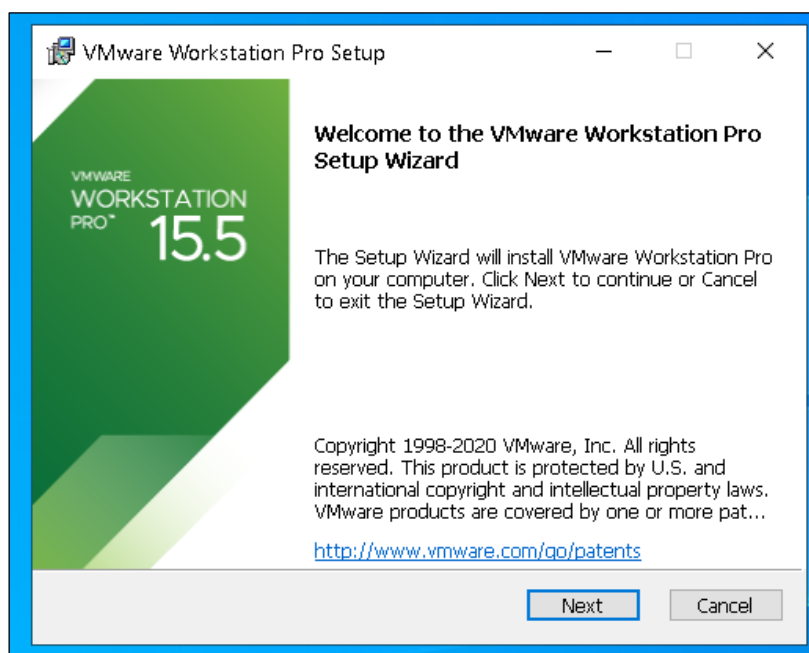 VMware Workstation Pro Setup
Welcome to the VMware Workstation Pro
Setup Wizard
VMWARE
WORKSTATION
PRO™ 15.5
The Setup Wizard will install VMware Workstation Pro
on your computer. Click Next to continue or Cancel
to exit the Setup Wizard.
Copyright 1998-2020 VMware, Inc. All
rights
reserved. This product is protected by U.S. and
international copyright and intellectual property laws.
VMware products are covered by one or more pat...
http://www.vmware.com/go/patents
Next
Cancel